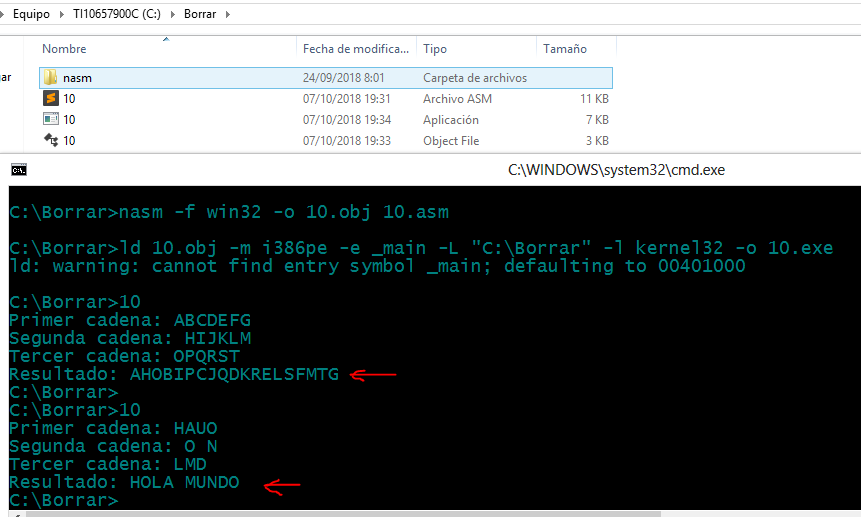 Equipo TI10657900C (C:) Borrar
Nombre Fecha de modifica... Tipo Tamaño
gar
nasm 24/09/2018 8:01 Carpeta de archivos
10 07/10/2018 19:31 Archivo ASM 11 KB
10 07/10/2018 19:34 Aplicación 7 KB
10 07/10/2018 19:33 Object File 3 KB
C:\WINDOWS\system32\cmd.exe
C:\Borrar>nasm -f win32 -o 10.obj 10.asm
C:\Borrar>ld 10.obj -m i386pe -e _main -L "C:\Borrar" -l kernel32 -o 10.exe
ld: warning: cannot find entry symbol _main; defaulting to 00401000
C:\Borrar>10
Primer cadena: ABCDEFG
Segunda cadena: HIJKLM
Tercer cadena: OPQRST
Resultado: AHOBIPCJQDKRELSFMTG
C:\Borrar>
C:\Borrar>10
Primer cadena: HAUO
Segunda cadena: O N
Tercer cadena: LMD
Resultado: HOLA MUNDO
C:\Borrar>